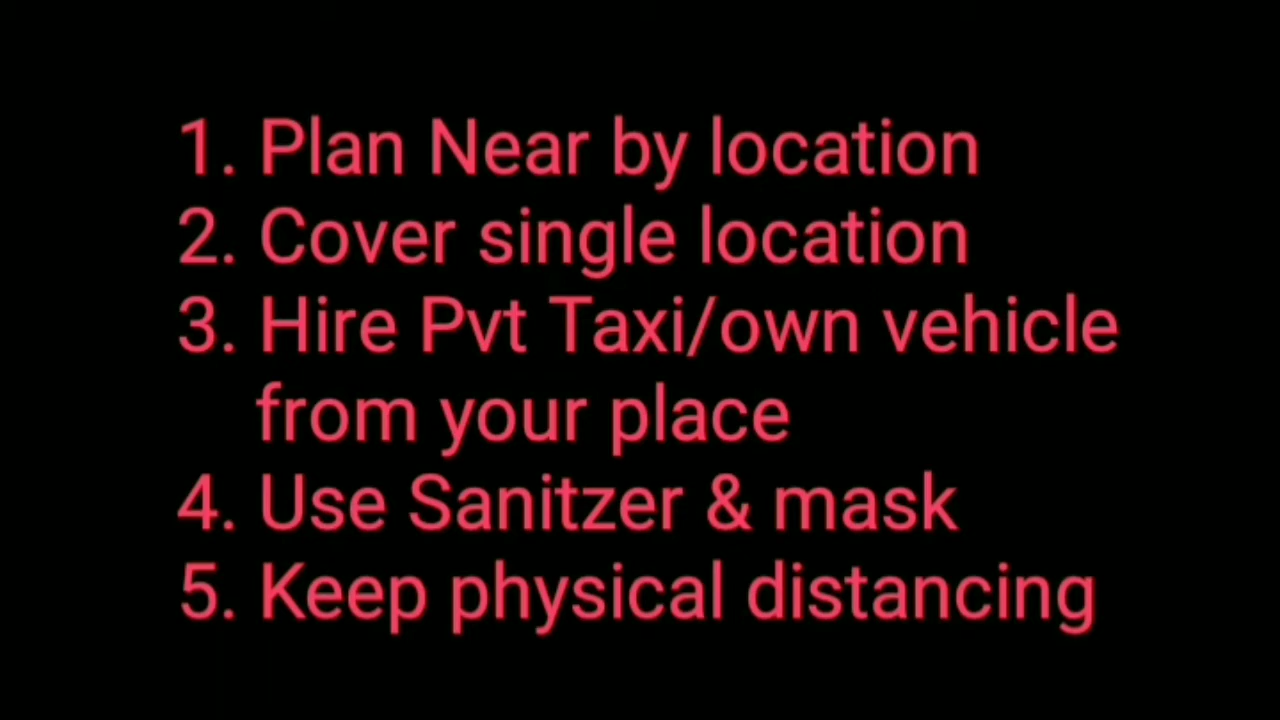 1. Plan Near by location
2. Cover single location
3. Hire Pvt Taxi/own vehicle
from your place
4. Use Sanitzer & mask
5. Keep physical distancing